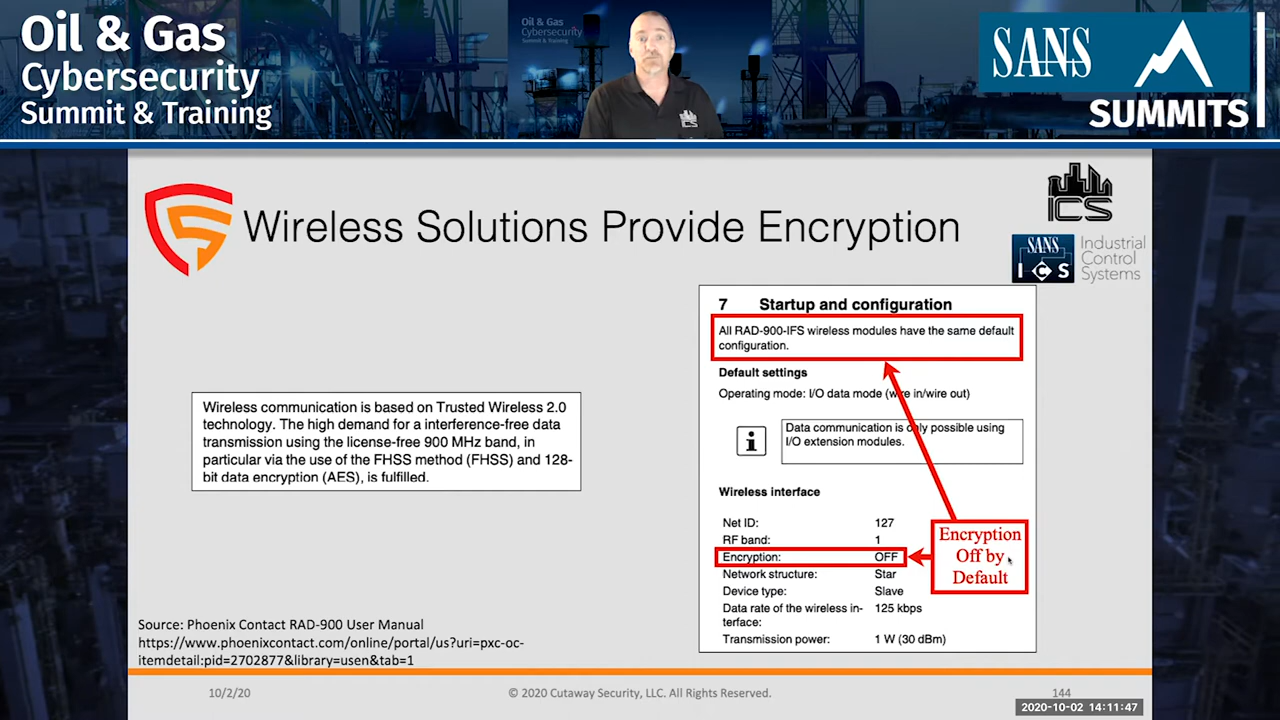 Oil & Gas
Cybersecurity
Summit & Training
Oil & Gas
Cybersecurity
Summit & Training
ICS
SANS
SUMMITS
Wireless Solutions Provide Encryption
ICS
SANS
ICS
Industrial
Control
Systems
Wireless communication is based on Trusted Wireless 2.0
technology. The high demand for a interference-free data
transmission using the license-free 900 MHz band, in
particular via the use of the FHSS method (FHSS) and 128-
bit data encryption (AES), is fulfilled.
7 Startup and configuration
All RAD-900-IFS wireless modules have the same default
configuration.
Default settings
Operating mode: I/O data mode (wire in/wire out)
i
Data communication is only possible using
I/O extension modules.
Wireless interface
Net ID: 127
RF band: 1
Encryption: OFF
Network structure: Star
Device type: Slave
Data rate of the wireless in- 125 kbps
terface:
Transmission power: 1 W (30 dBm)
Encryption
Off by
Default
Source: Phoenix Contact RAD-900 User Manual
https://www.phoenixcontact.com/online/portal/us?uri=pxc-oc-
itemdetail:pid=2702877&library=usen&tab=1
10/2/20
© 2020 Cutaway Security, LLC. All Rights Reserved.
144
2020-10-02 14:11:47